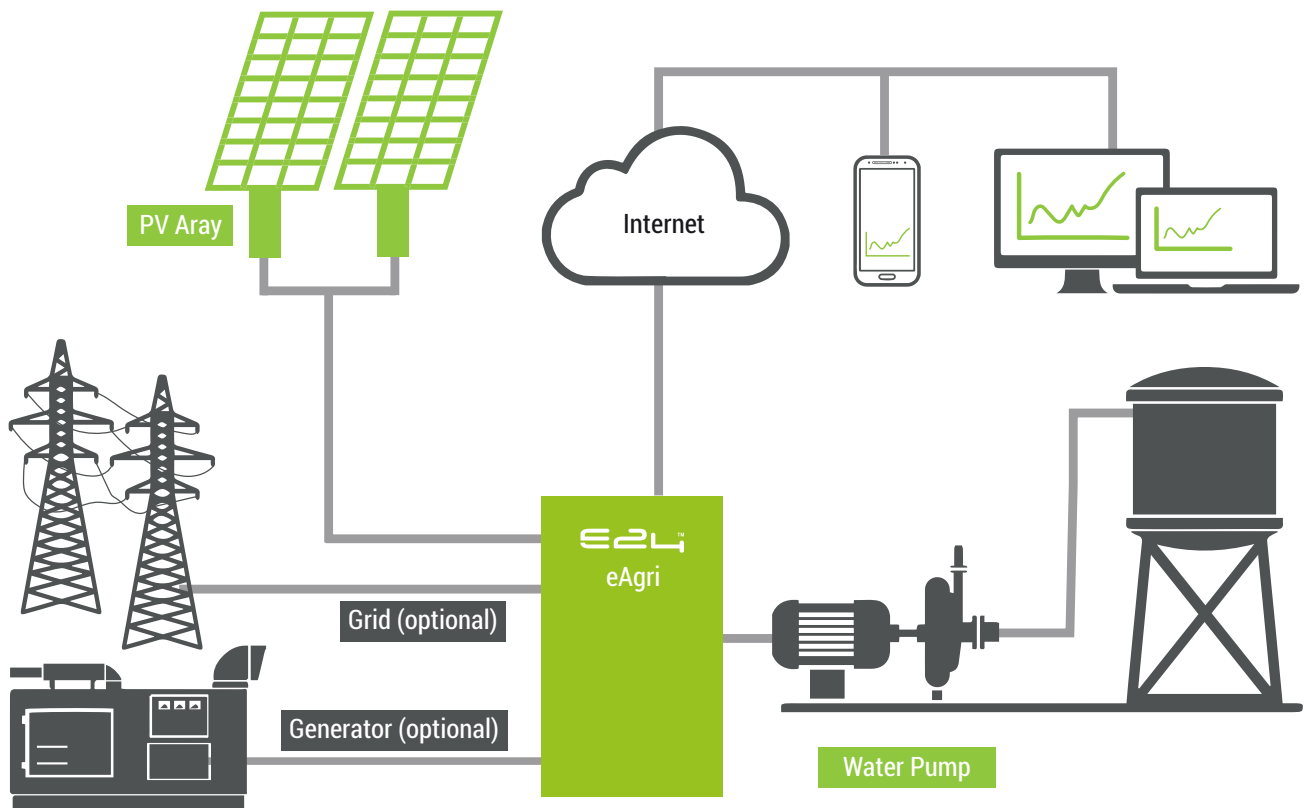 PV Aray
Internet
E24™
eAgri
Grid (optional)
Generator (optional)
Water Pump